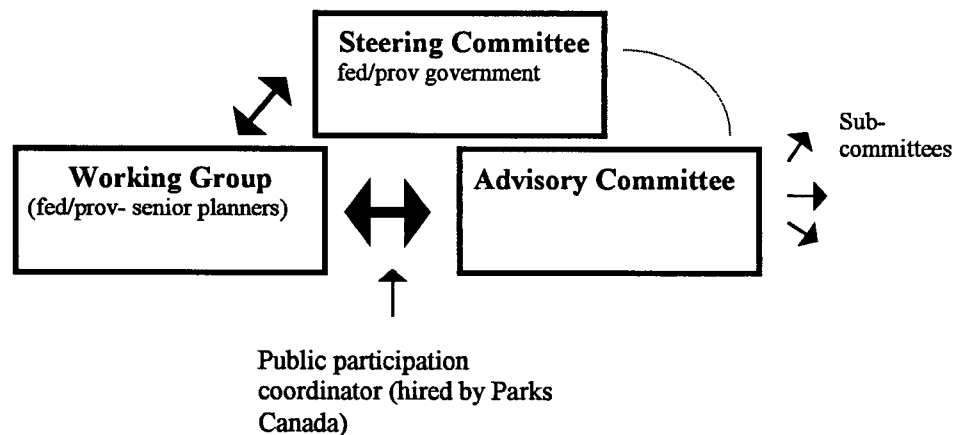 Steering Committee
fed/prov government
Sub-
committees
Working Group
(fed/prov- senior planners)
Advisory Committee
Public participation
coordinator (hired by Parks
Canada)